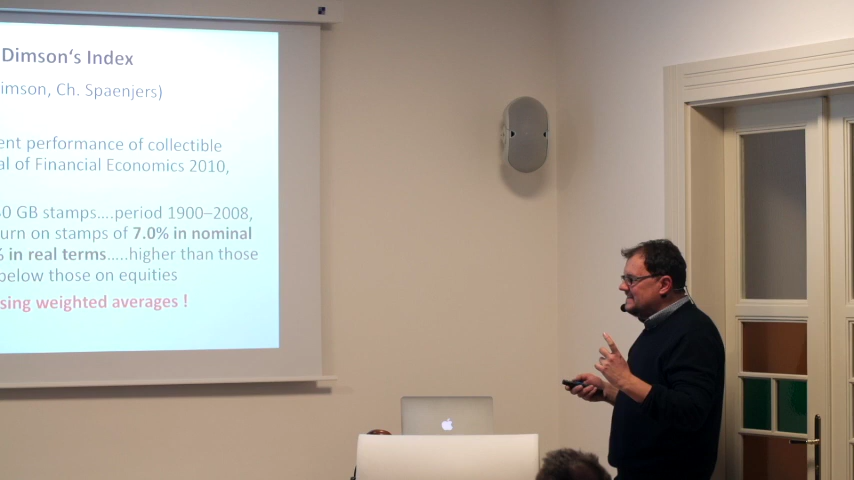 Dimson's Index
imson, Ch. Spaenjers)
ent performance of collectible
al of Financial Economics 2010,
0 GB stamps....period 1900–2008,
urn on stamps of 7.0% in nominal
% in real terms.....higher than those
below those on equities
sing weighted averages !